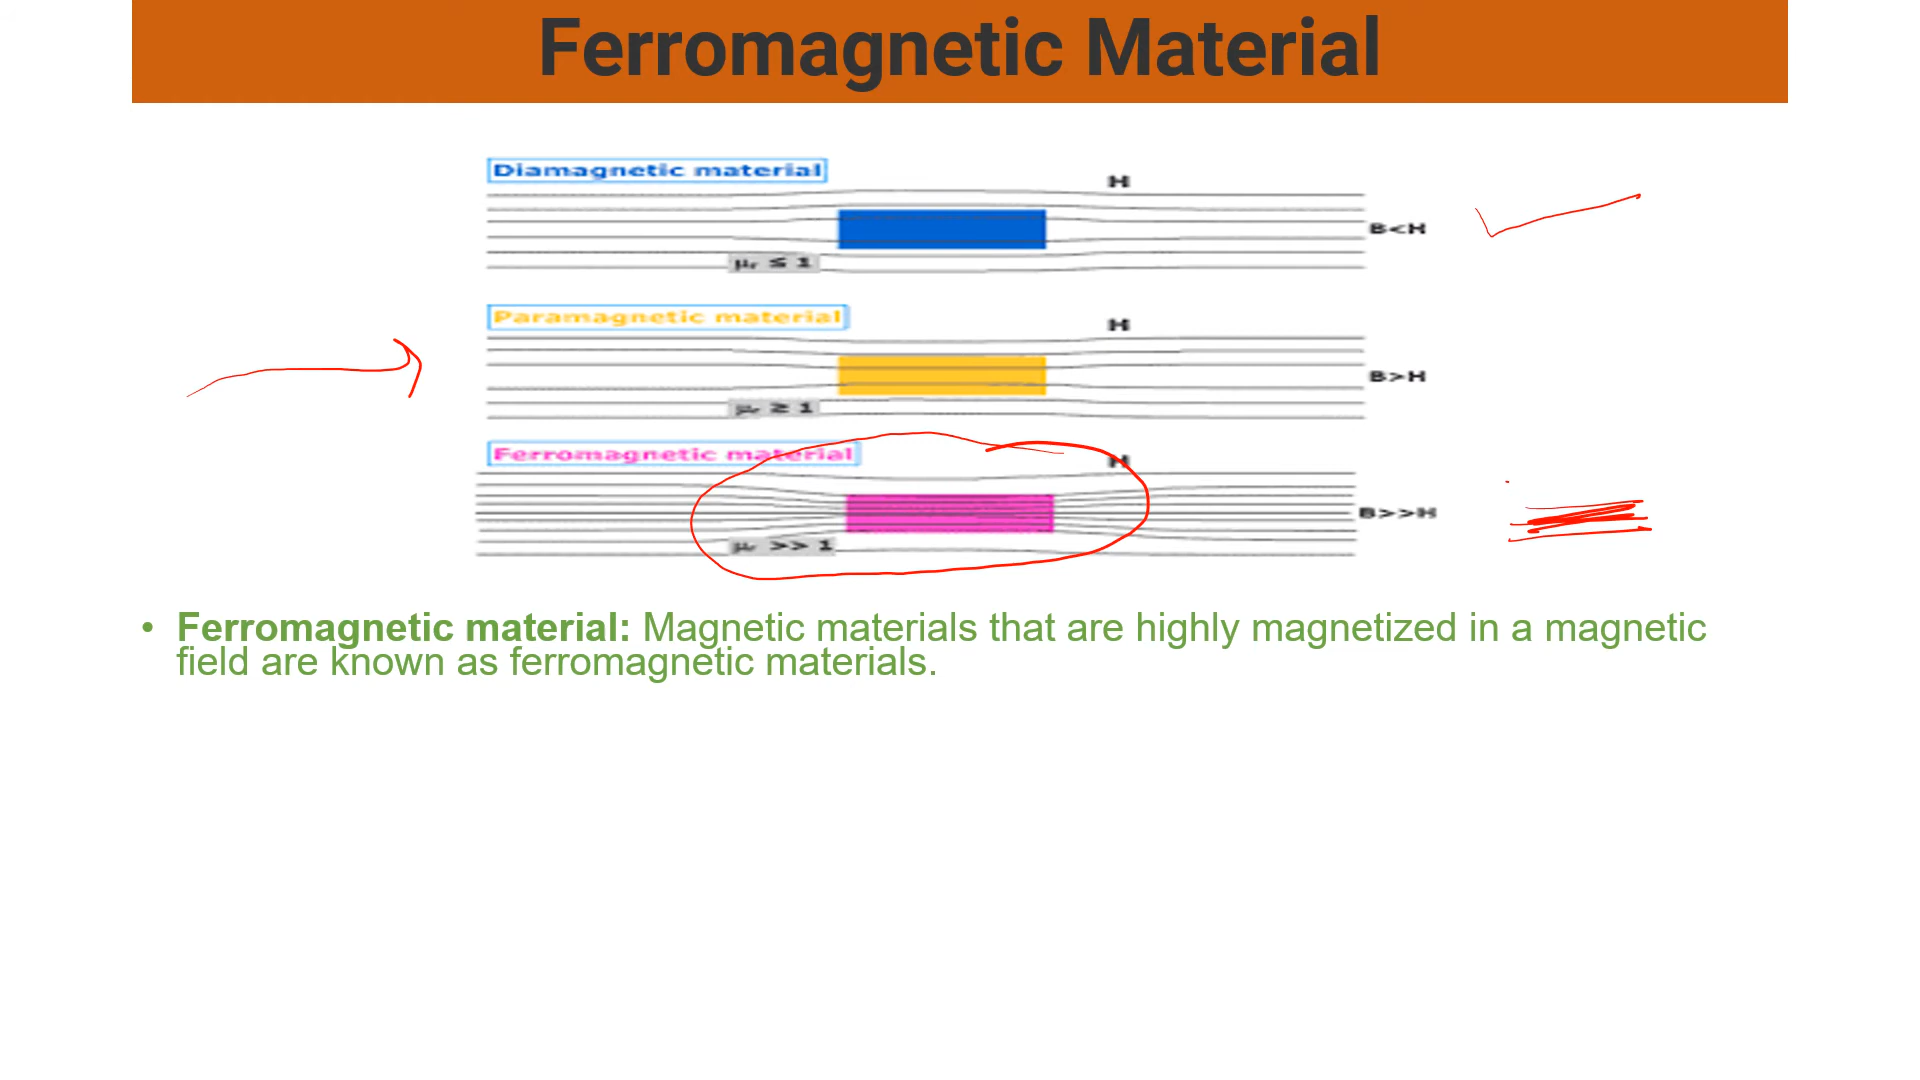 Ferromagnetic Material
Diamagnetic material
H
B<H
μr ≤ 1
Paramagnetic material
H
B>H
μr ≥ 1
Ferromagnetic material
H
B>>H
μr >> 1
• Ferromagnetic material: Magnetic materials that are highly magnetized in a magnetic
field are known as ferromagnetic materials.